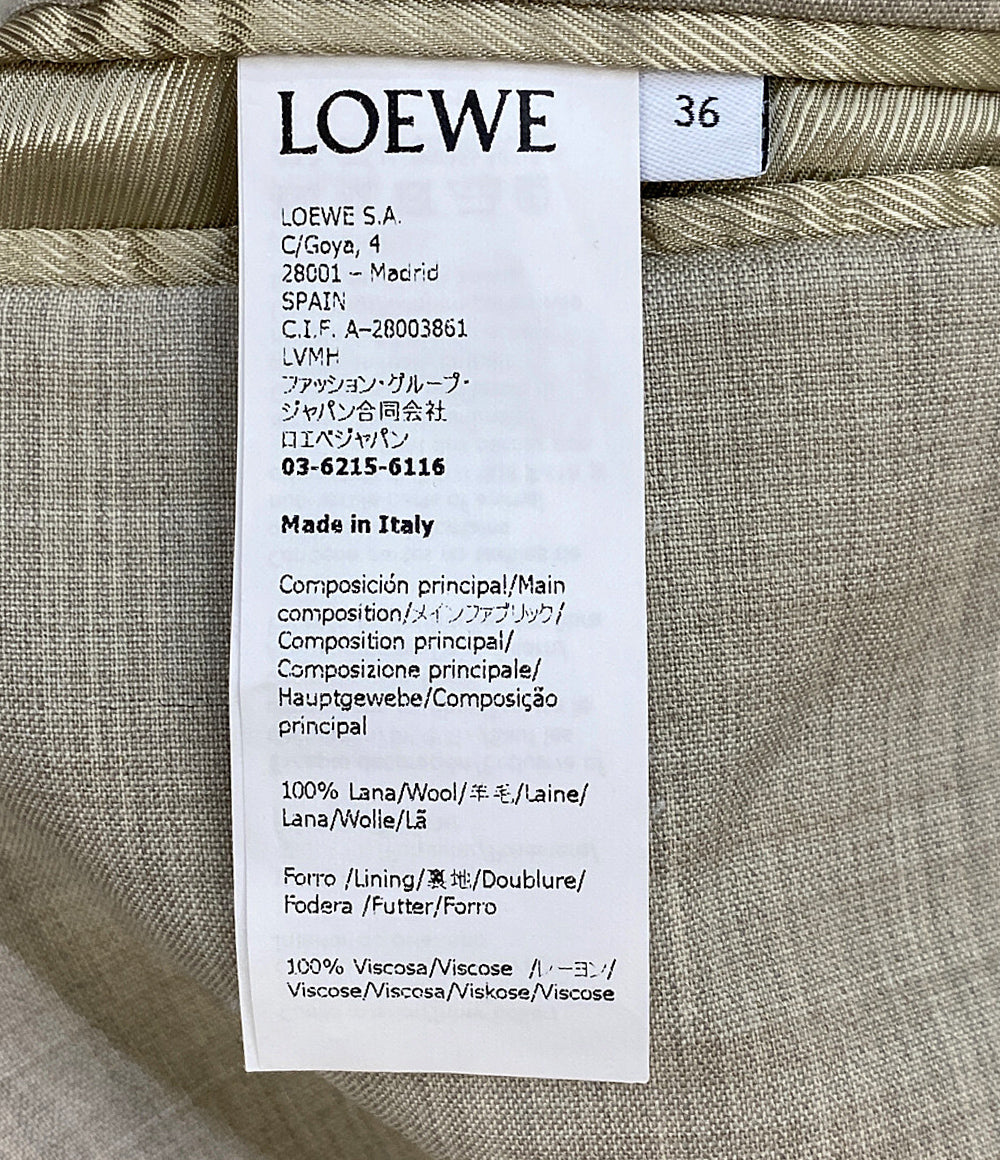 LOEWE
36
LOEWE S.A.
C/Goya, 4
28001 - Madrid
SPAIN
C.I.F. A-28003861
LVMH
ファッション・グループ・
ジャパン合同会社
ロエベジャパン
03-6215-6116
Made in Italy
Composición principal/Main
composition/メインファブリック/
Composition principal/
Composizione principale/
Hauptgewebe/Composição
principal
100% Lana/Wool/羊毛/Laine/
Lana/Wolle/Lã
Forro /Lining/裏地/Doublure/
Fodera /Futter/Forro
100% Viscosa/Viscose /レーヨン/
Viscose/Viscosa/Viskose/Viscose